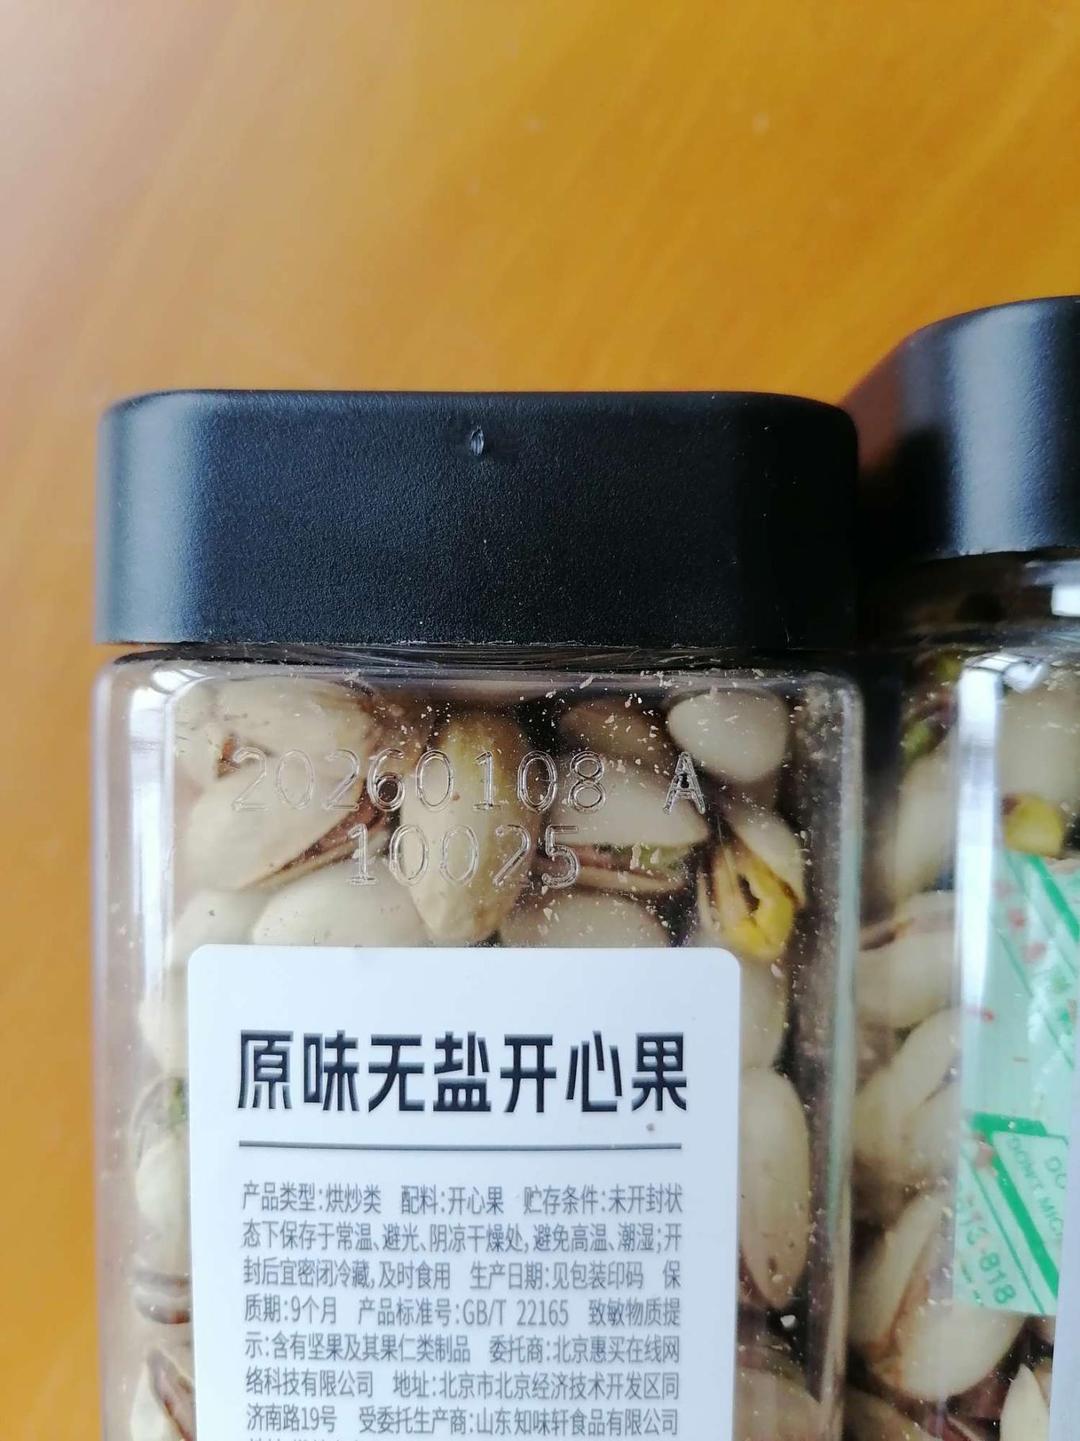 20260108 A
10025
原味无盐开心果
产品类型:烘炒类 配料:开心果 贮存条件:未开封状
态下保存于常温、避光、阴凉干燥处,避免高温、潮湿;开
封后宜密闭冷藏,及时食用 生产日期:见包装印码 保
质期:9个月 产品标准号:GB/T 22165 致敏物质提
示:含有坚果及其果仁类制品 委托商:北京惠买在线网
络科技有限公司 地址:北京市北京经济技术开发区同
济南路19号 受委托生产商:山东知味轩食品有限公司
DO
DON'T MIC
513-818